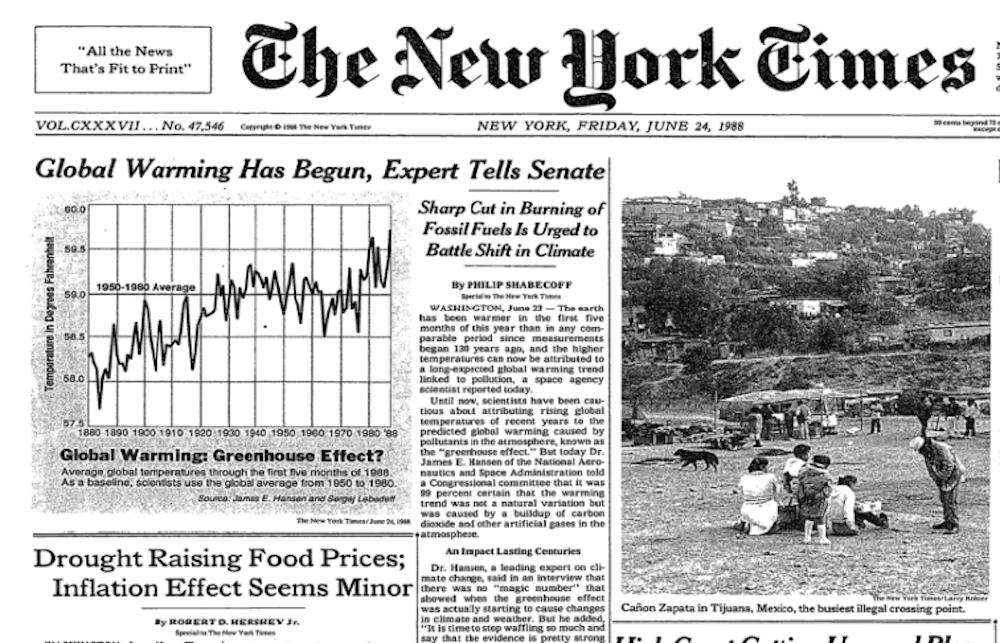 "All the News
That's Fit to Print"
The New York Times
VOL.CXXXVII... No. 47,546
Copyright © 1988 The New York Times
NEW YORK, FRIDAY, JUNE 24, 1988
50 cents beyond 75
except
Global Warming Has Begun, Expert Tells Senate
60.0
59.5
59.0
58.5
58.0
57.5
Temperature in Degrees Fahrenheit
1950-1980 Average
1880 1890 1900 1910 1920 1930 1940 1950 1960 1970 1980 '88
Global Warming: Greenhouse Effect?
Average global temperatures through the first five months of 1988.
As a baseline, scientists use the global average from 1950 to 1980.
Source: James E. Hansen and Sergej Lebedeff
The New York Times/June 24, 1988
Sharp Cut in Burning of
Fossil Fuels Is Urged to
Battle Shift in Climate
By PHILIP SHABECOFF
Special to The New York Times
WASHINGTON, June 23 — The earth
has been warmer in the first five
months of this year than in any com-
parable period since measurements
began 130 years ago, and the higher
temperatures can now be attributed to
a long-expected global warming trend
linked to pollution, a space agency
scientist reported today.
Until now, scientists have been cau-
tious about attributing rising global
temperatures of recent years to the
predicted global warming caused by
pollutants in the atmosphere, known as
the "greenhouse effect." But today Dr.
James E. Hansen of the National Aero-
nautics and Space Administration told
a Congressional committee that it was
99 percent certain that the warming
trend was not a natural variation but
was caused by a buildup of carbon
dioxide and other artificial gases in the
atmosphere.
An Impact Lasting Centuries
Dr. Hansen, a leading expert on cli-
mate change, said in an interview that
there was no "magic number" that
showed when the greenhouse effect
was actually starting to cause changes
in climate and weather. But he added,
"It is time to stop waffling so much and
say that the evidence is pretty strong
Drought Raising Food Prices;
Inflation Effect Seems Minor
By ROBERT D. HERSHEY Jr.
Special to The New York Times
The New York Times/Larry
Cañon Zapata in Tijuana, Mexico, the busiest illegal crossing point.